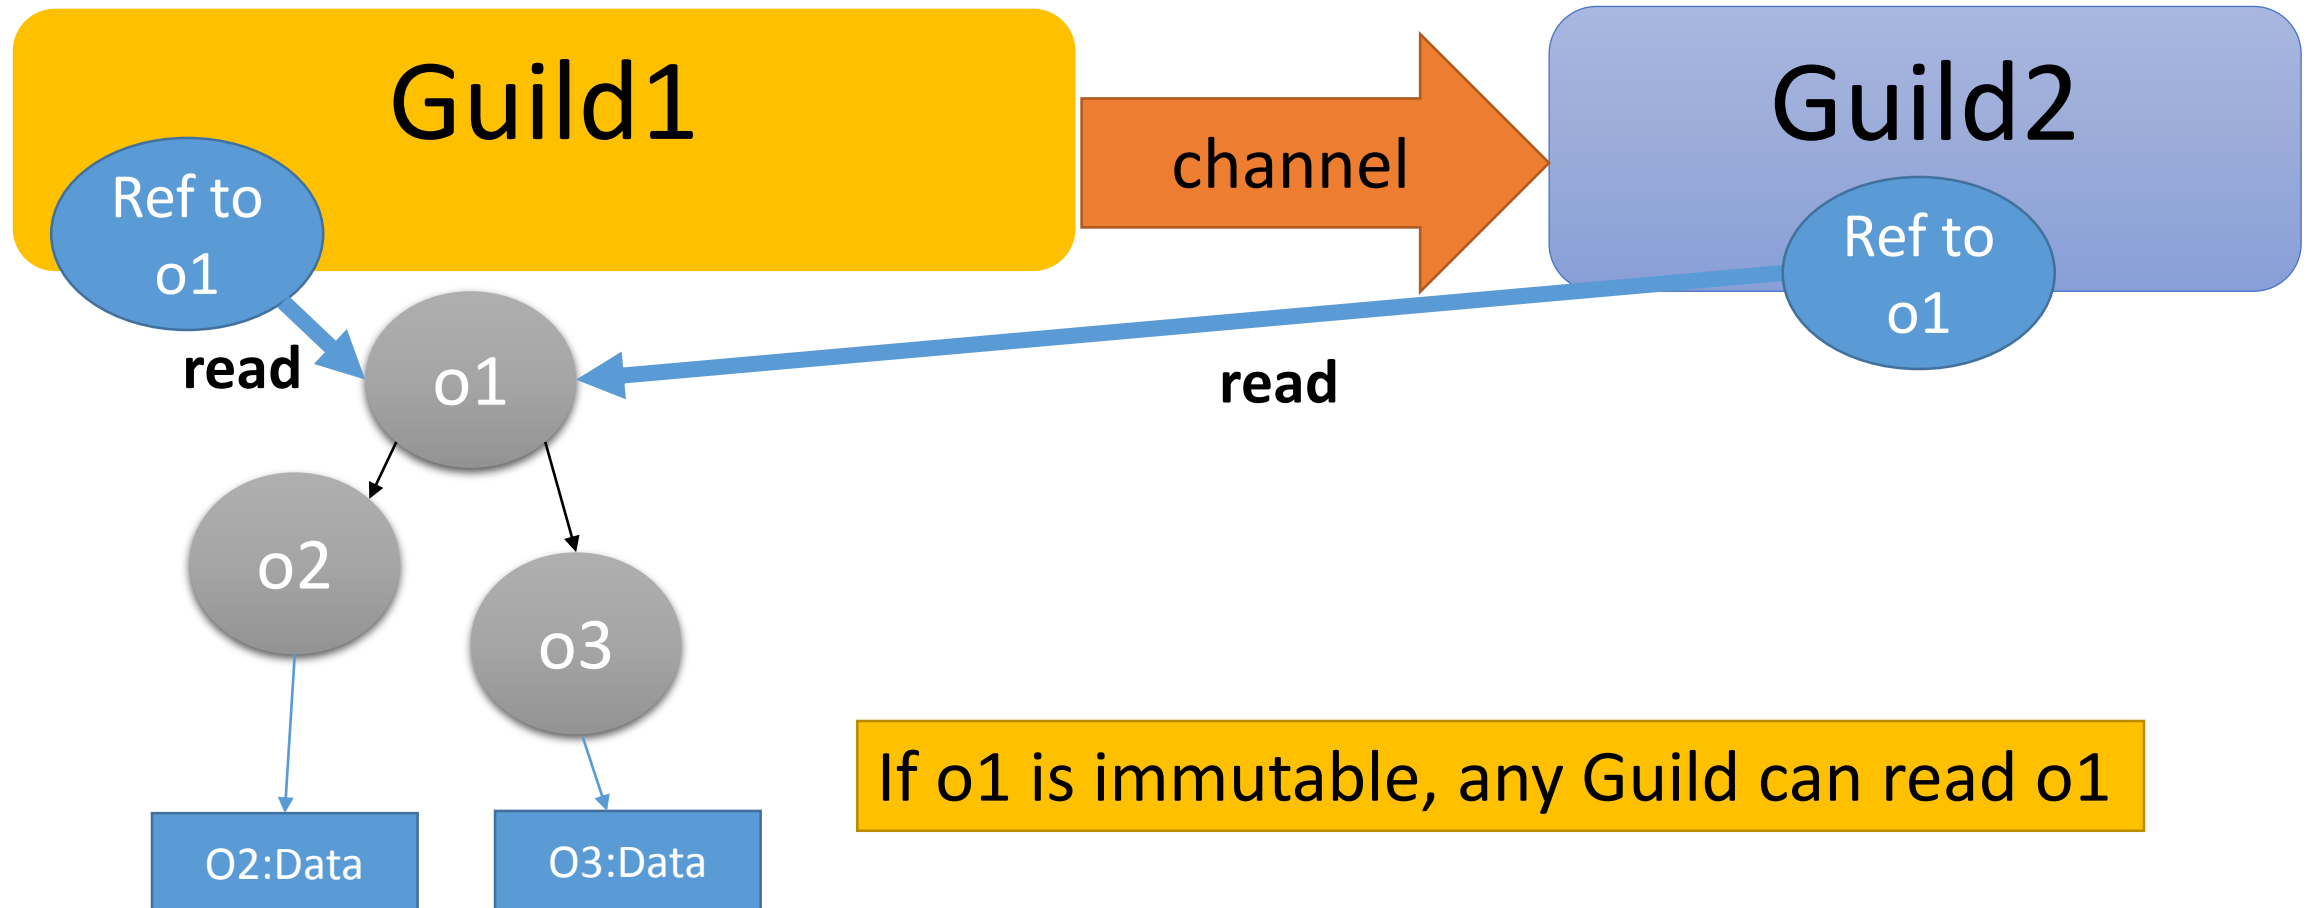 Guild1
Guild2
channel
Ref to
o1
Ref to
o1
read
o1
read
o2
o3
If o1 is immutable, any Guild can read o1
O2:Data
O3:Data